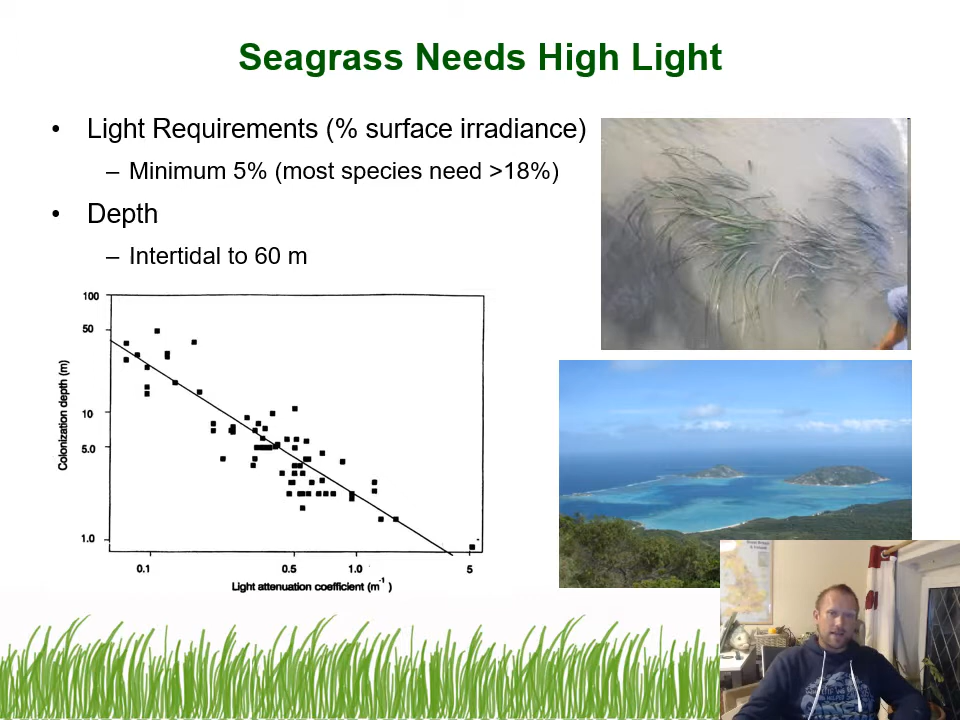 Seagrass Needs High Light
• Light Requirements (% surface irradiance)
– Minimum 5% (most species need >18%)
• Depth
– Intertidal to 60 m
100
50
10
5.0
1.0
Colonization depth (m)
0.1
0.5
1.0
5
Light attenuation coefficient (m-1)